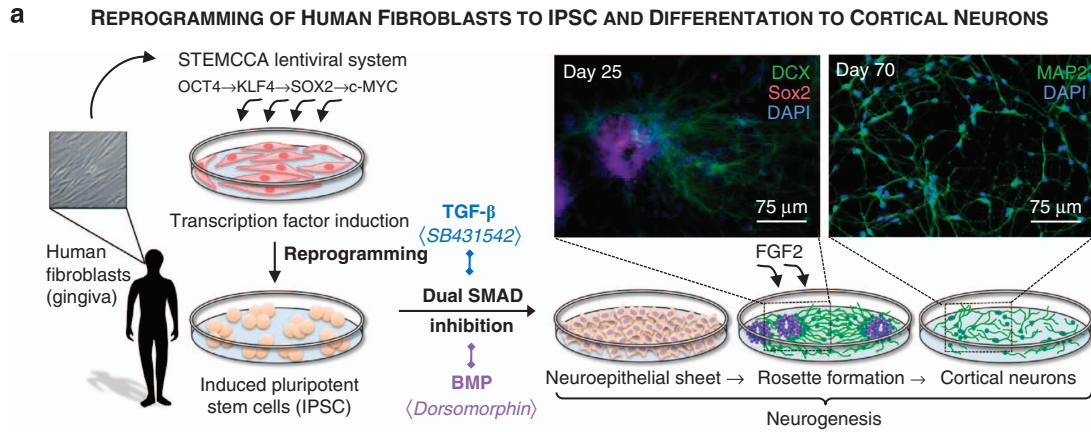 a
REPROGRAMMING OF HUMAN FIBROBLASTS TO IPSC AND DIFFERENTATION TO CORTICAL NEURONS
STEMCCA lentiviral system
OCT4→KLF4→SOX2→c-MYC
Transcription factor induction
Human
fibroblasts
(gingiva)
Reprogramming
Induced pluripotent
stem cells (IPSC)
TGF-β
⟨SB431542⟩
Dual SMAD
inhibition
BMP
⟨Dorsomorphin⟩
Day 25
DCX
Sox2
DAPI
75 μm
Day 70
MAP2
DAPI
75 μm
FGF2
Neuroepithelial sheet → Rosette formation → Cortical neurons
Neurogenesis